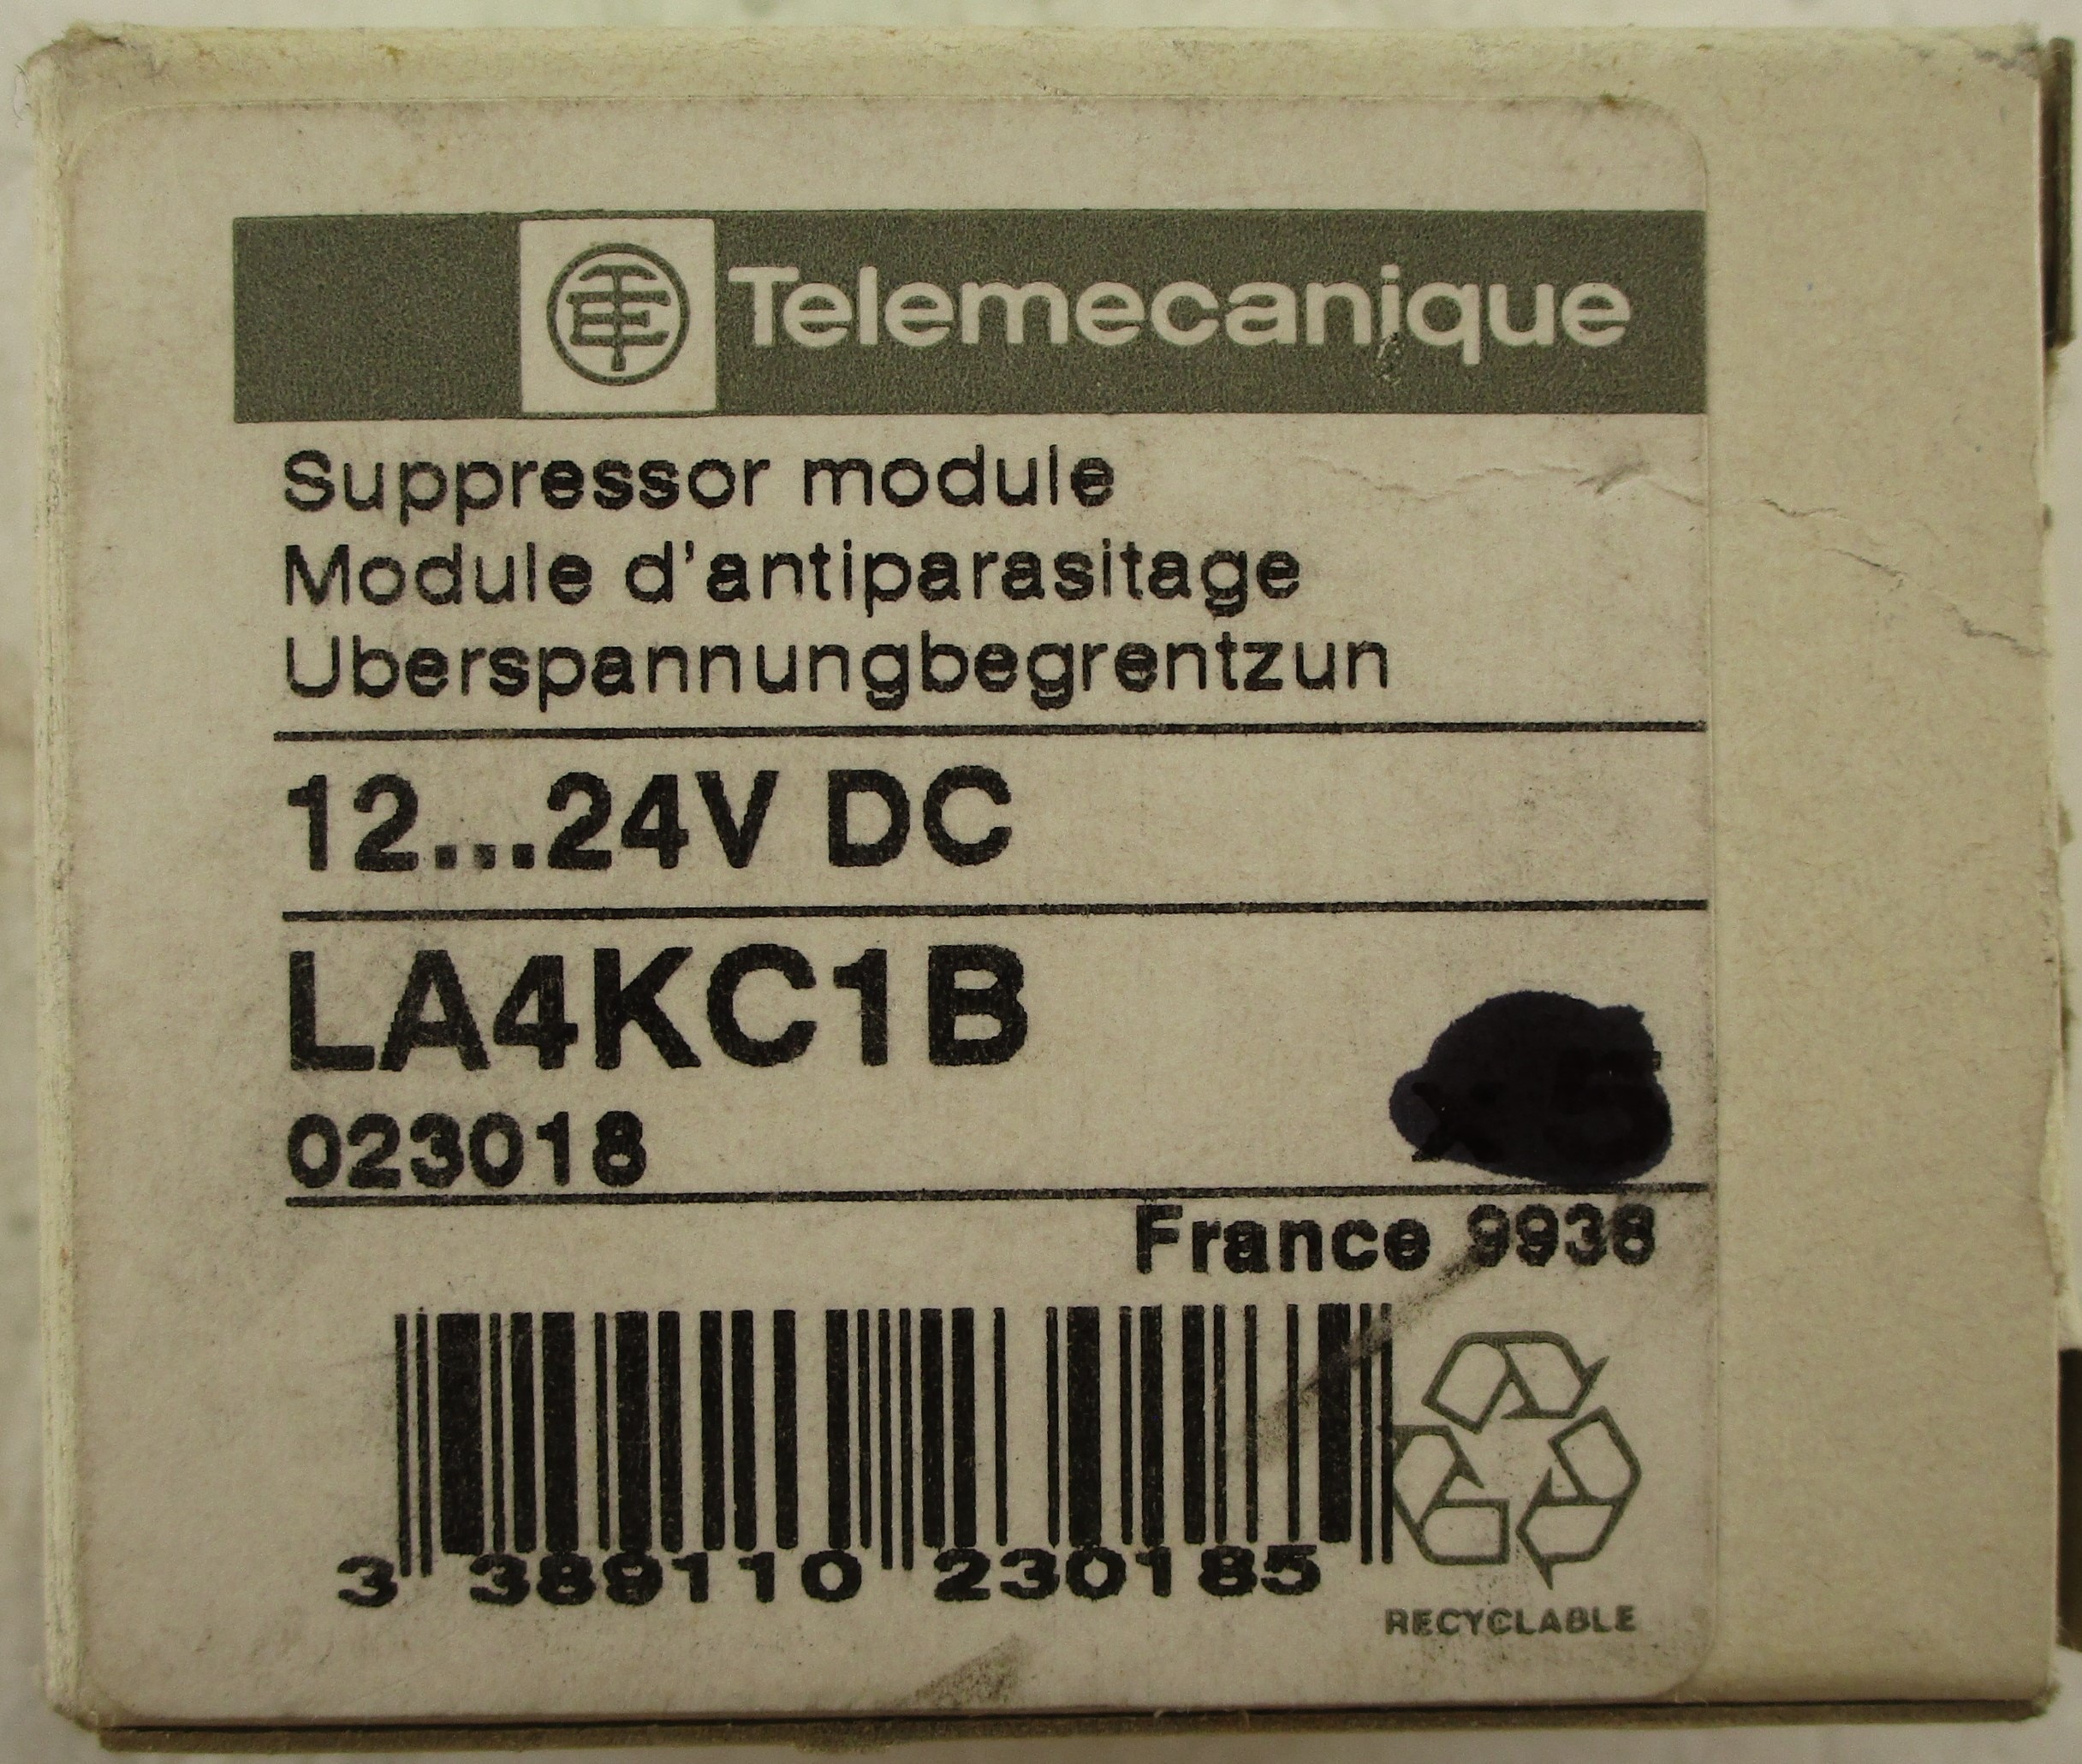 Telemecanique
Suppressor module
Module d'antiparasitage
Uberspannungbegrentzun
12...24V DC
LA4KC1B
023018
France 9938
3 389110 230185
RECYCLABLE